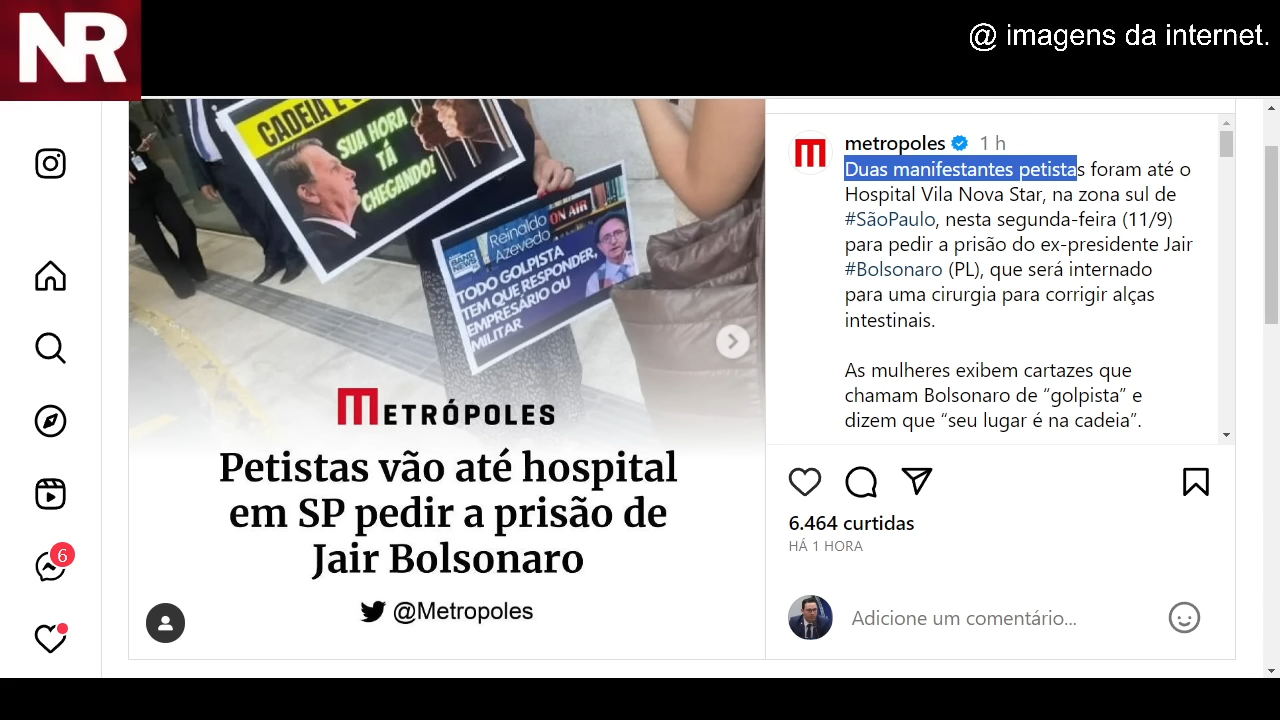 NR
@ imagens da internet.
CADEIA E
SUA HORA
TÁ
CHEGANDO!
ON AIR
Reinaldo
Azevedo
BAND
NEWS
TODO GOLPISTA
TEM QUE RESPONDER,
EMPRESÁRIO OU
MILITAR
METRÓPOLES
Petistas vão até hospital
em SP pedir a prisão de
Jair Bolsonaro
@Metropoles
metropoles 1 h
Duas manifestantes petistas foram até o
Hospital Vila Nova Star, na zona sul de
#SãoPaulo, nesta segunda-feira (11/9)
para pedir a prisão do ex-presidente Jair
#Bolsonaro (PL), que será internado
para uma cirurgia para corrigir alças
intestinais.
As mulheres exibem cartazes que
chamam Bolsonaro de “golpista” e
dizem que “seu lugar é na cadeia”.
6.464 curtidas
HÁ 1 HORA
Adicione um comentário...
6